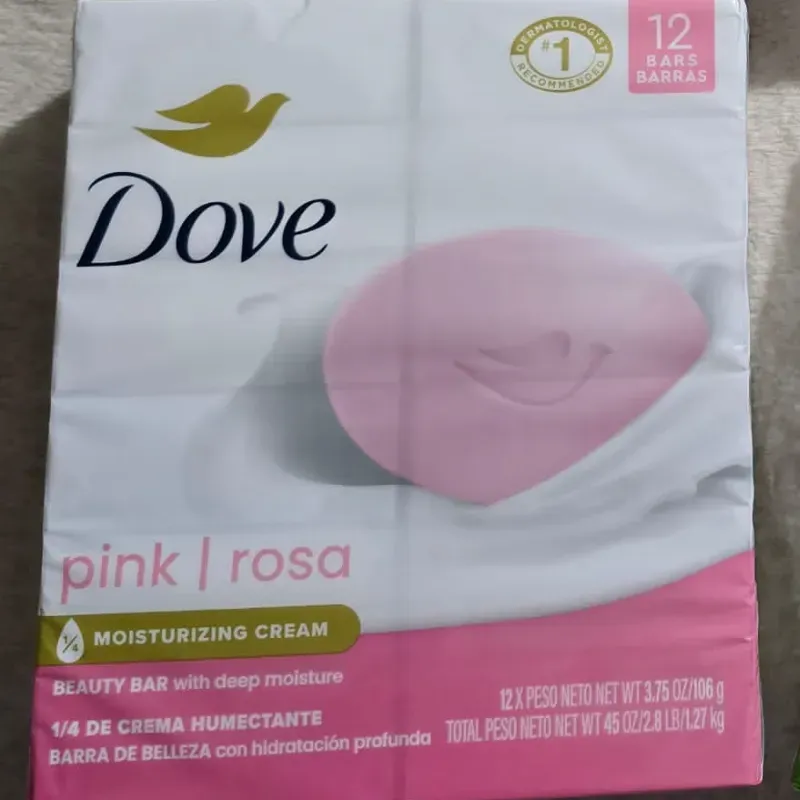 DERMATOLOGIST
#1
RECOMMENDED
12
BARS
BARRAS
Dove
pink | rosa
1/4 MOISTURIZING CREAM
BEAUTY BAR with deep moisture
1/4 DE CREMA HUMECTANTE
BARRA DE BELLEZA con hidratación profunda
12 X PESO NETO NET WT 3.75 OZ/106 g
TOTAL PESO NETO NET WT 45 OZ/2.8 LB/1.27 kg